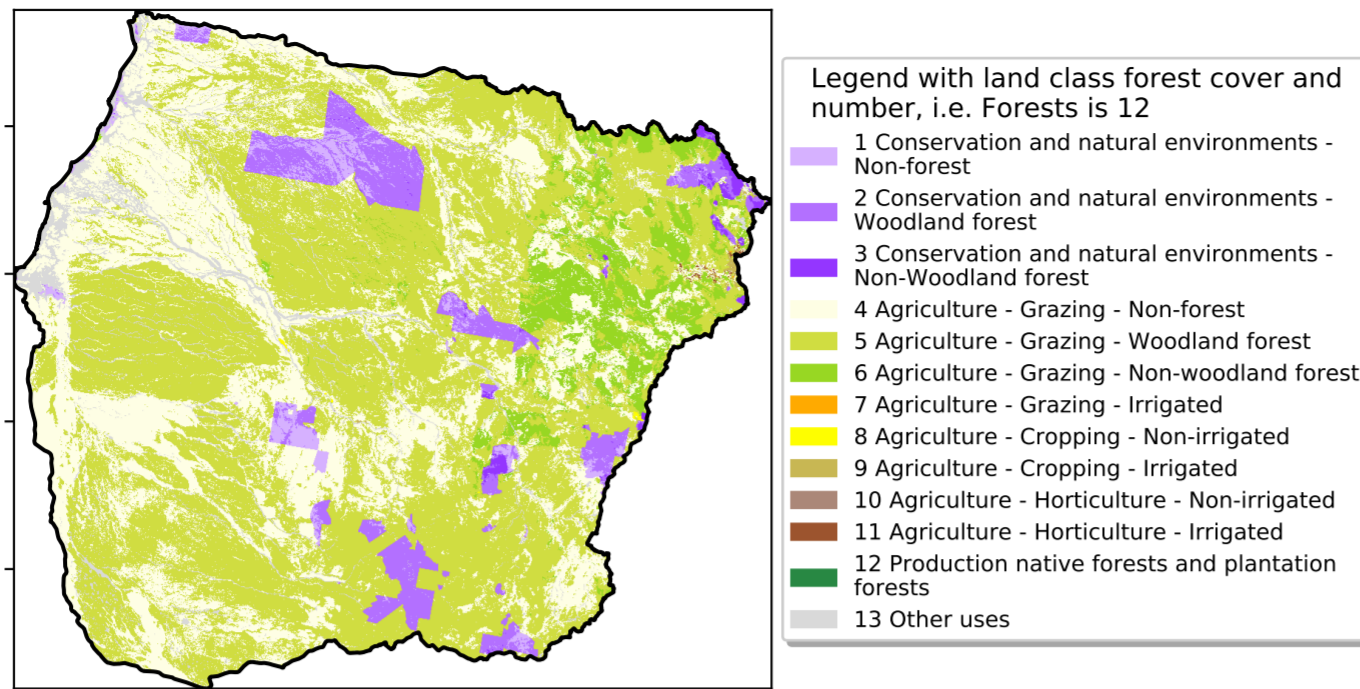 Legend with land class forest cover and
number, i.e. Forests is 12
1 Conservation and natural environments -
Non-forest
2 Conservation and natural environments -
Woodland forest
3 Conservation and natural environments -
Non-Woodland forest
4 Agriculture - Grazing - Non-forest
5 Agriculture - Grazing - Woodland forest
6 Agriculture - Grazing - Non-woodland forest
7 Agriculture - Grazing - Irrigated
8 Agriculture - Cropping - Non-irrigated
9 Agriculture - Cropping - Irrigated
10 Agriculture - Horticulture - Non-irrigated
11 Agriculture - Horticulture - Irrigated
12 Production native forests and plantation
forests
13 Other uses